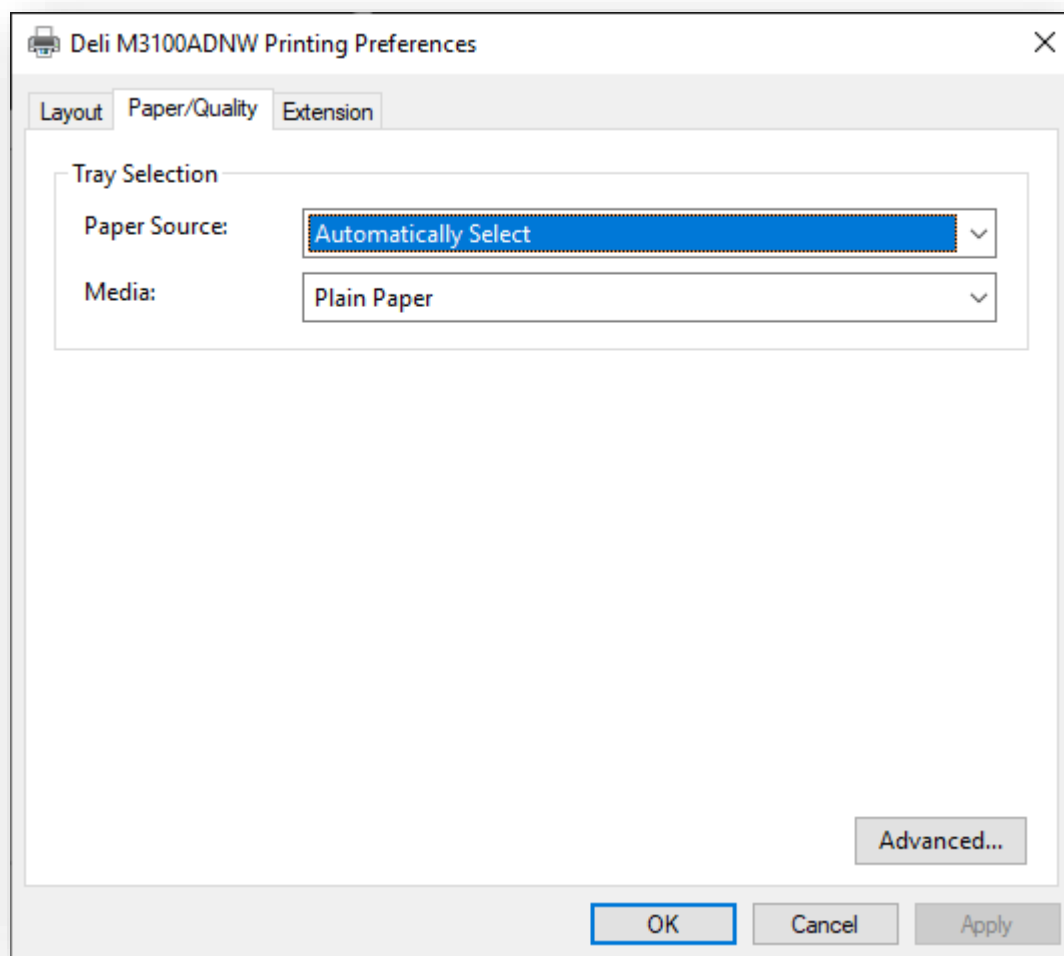 Deli M3100ADNW Printing Preferences
Layout Paper/Quality Extension
Tray Selection
Paper Source: Automatically Select
Media: Plain Paper
Advanced...
OK Cancel Apply